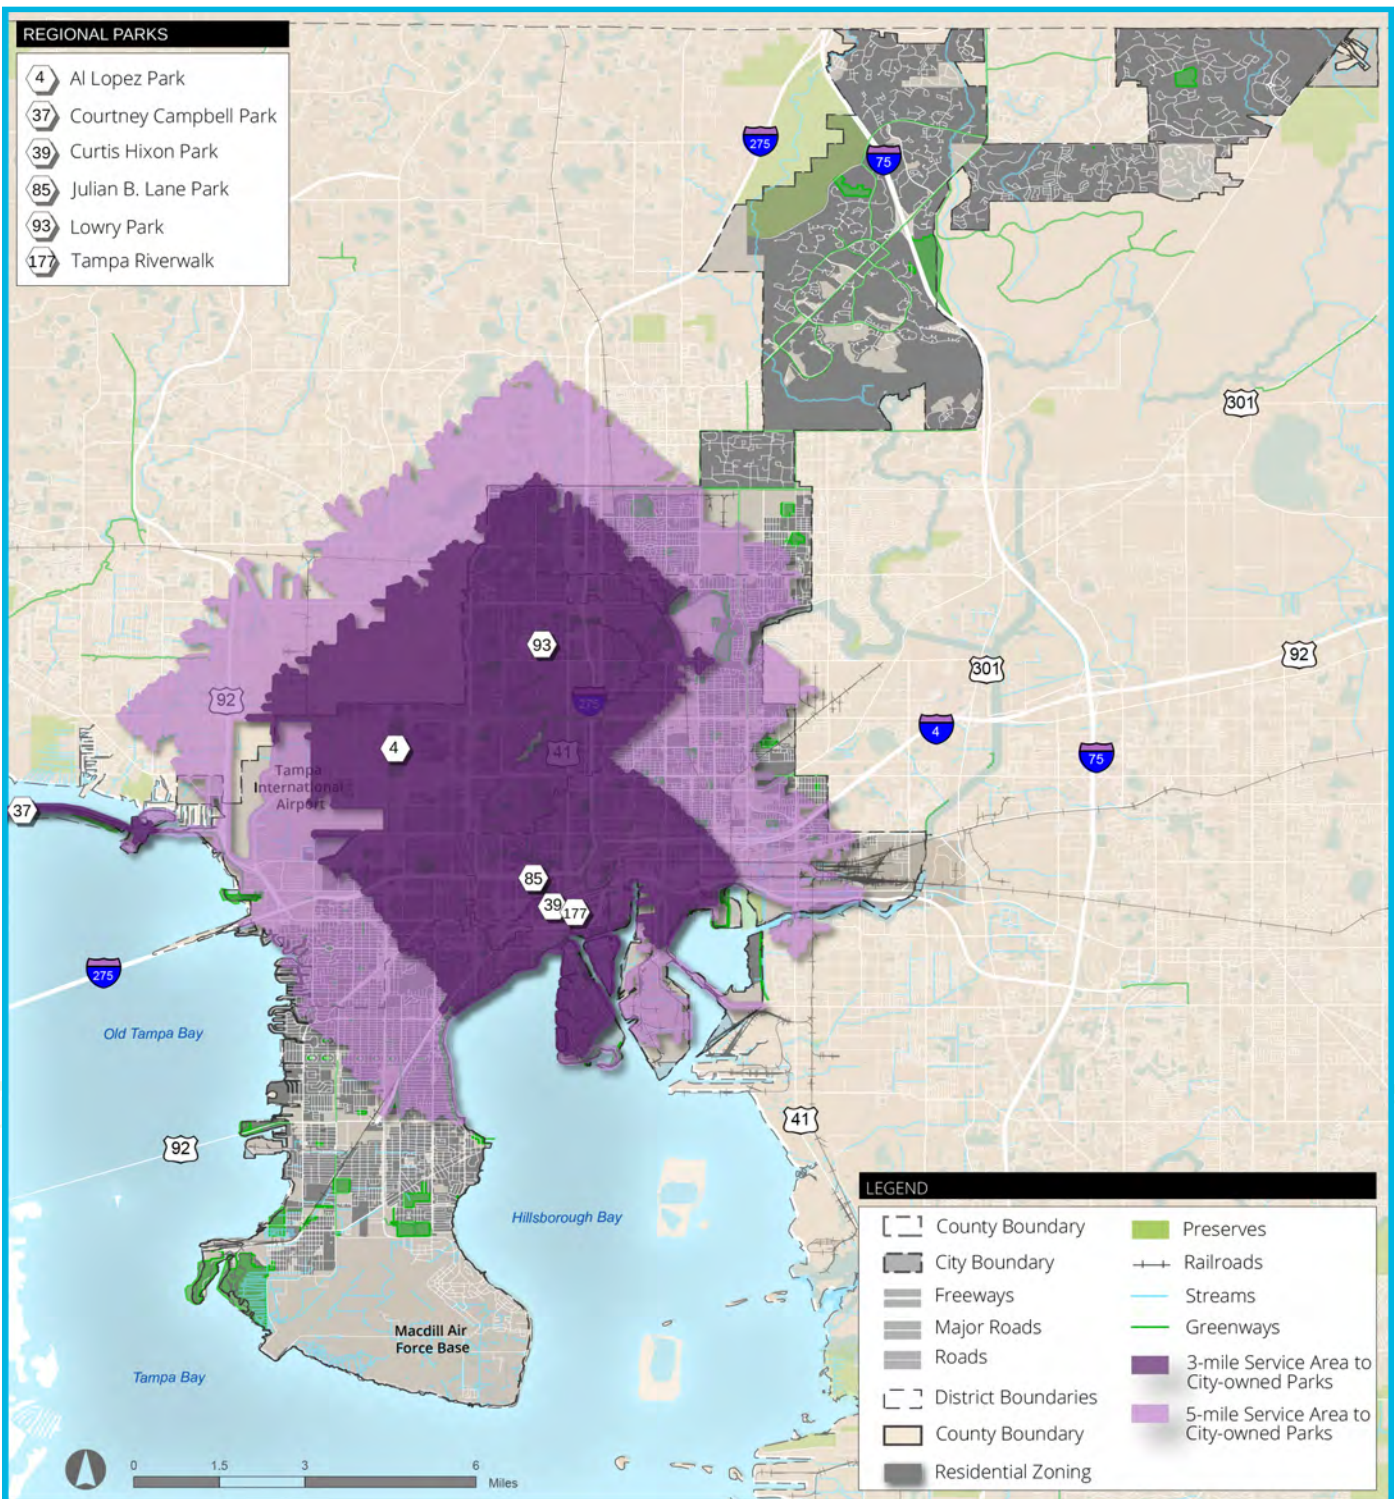 REGIONAL PARKS
4 Al Lopez Park
37 Courtney Campbell Park
39 Curtis Hixon Park
85 Julian B. Lane Park
93 Lowry Park
177 Tampa Riverwalk
275
75
301
93
92
301
92
275
4
41
4
75
Tampa
International
Airport
37
85
39
177
275
Old Tampa Bay
92
41
Hillsborough Bay
Macdill Air
Force Base
Tampa Bay
0 1.5 3 6
Miles
LEGEND
County Boundary
City Boundary
Freeways
Major Roads
Roads
District Boundaries
County Boundary
Residential Zoning
Preserves
Railroads
Streams
Greenways
3-mile Service Area to
City-owned Parks
5-mile Service Area to
City-owned Parks